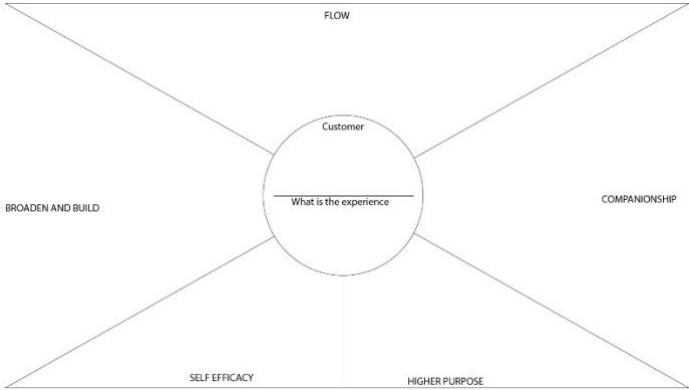 FLOW
Customer
What is the experience
BROADEN AND BUILD
COMPANIONSHIP
SELF EFFICACY
HIGHER PURPOSE